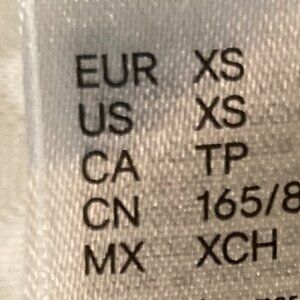 EUR XS
US XS
CA TP
CN 165/8
MX XCH